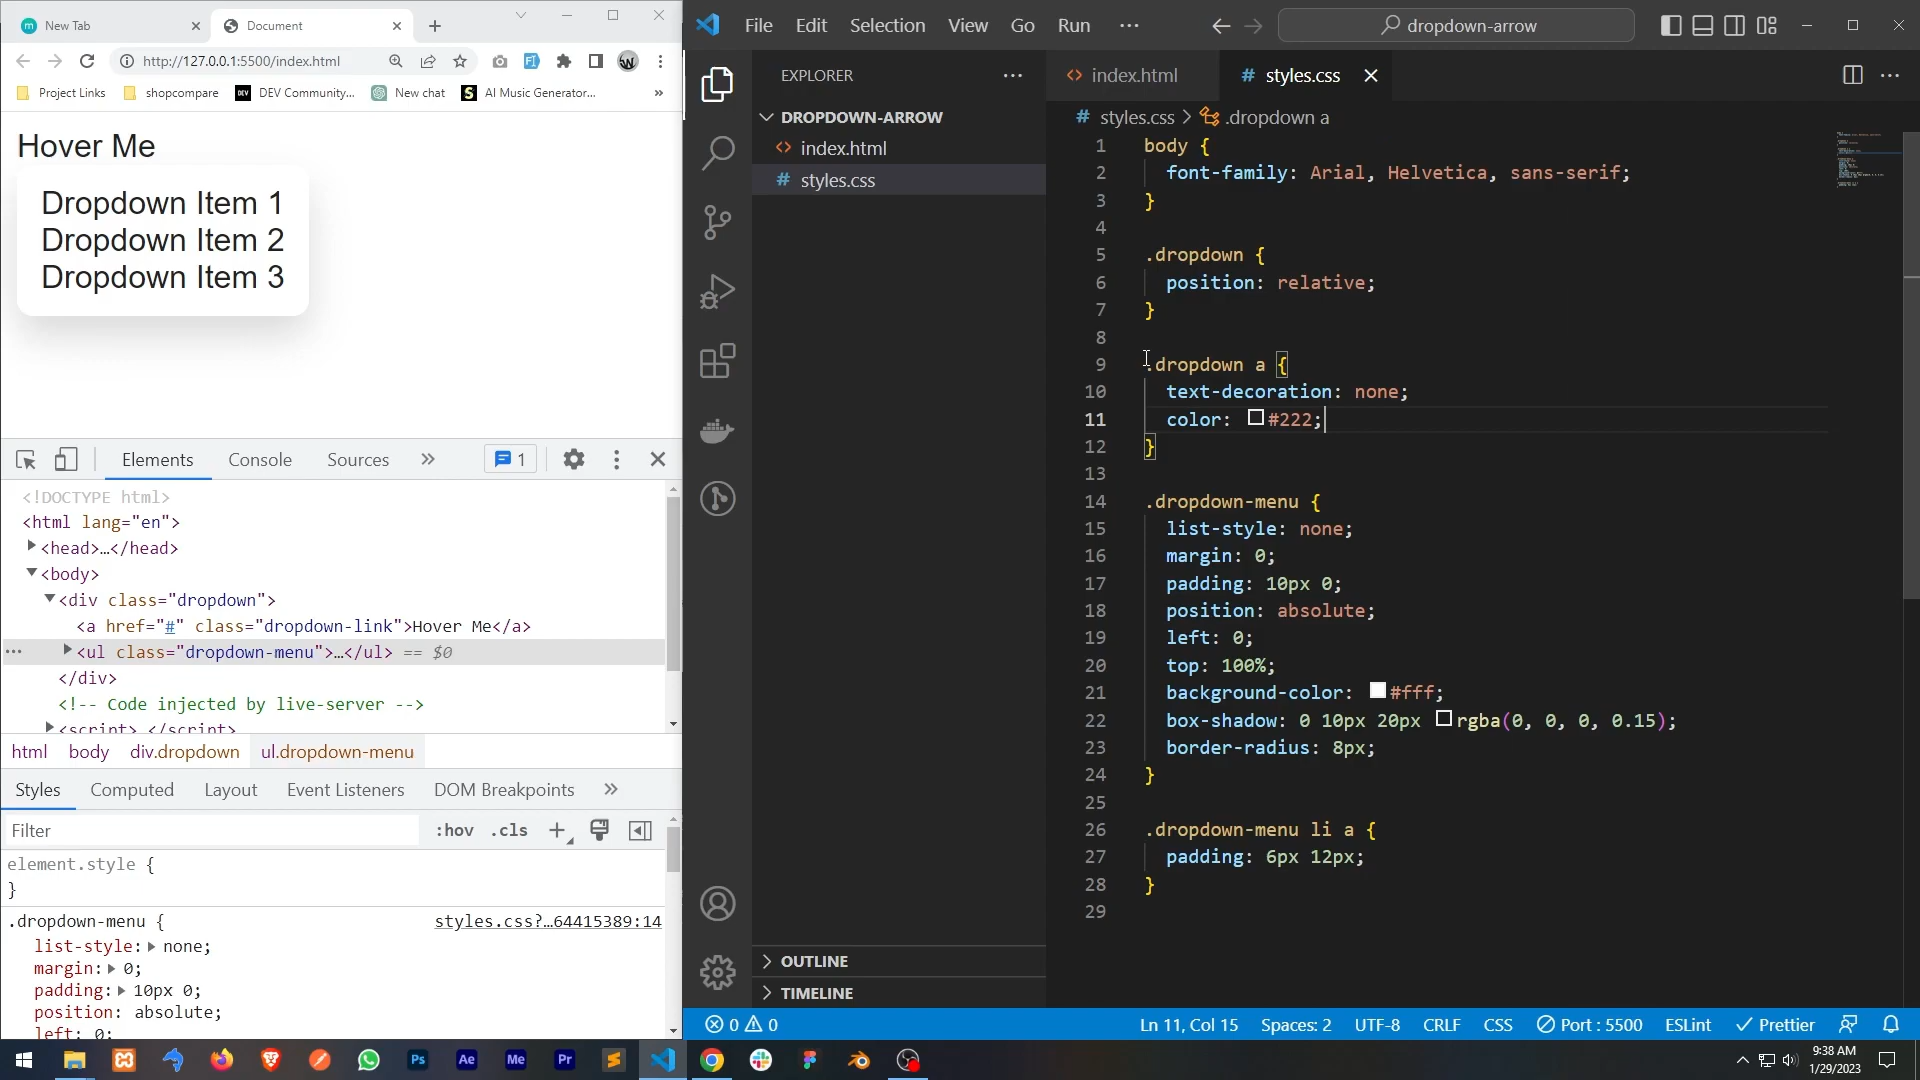 New Tab
Document
http://127.0.0.1:5500/index.html
Project Links
shopcompare
DEV Community...
New chat
AI Music Generator...
»
Hover Me
Dropdown Item 1
Dropdown Item 2
Dropdown Item 3
Elements
Console
Sources
»
1
<!DOCTYPE html>
<html lang="en">
<head>…</head>
<body>
<div class="dropdown">
<a href="#" class="dropdown-link">Hover Me</a>
<ul class="dropdown-menu">…</ul> == $0
</div>
<!-- Code injected by live-server -->
<script> </script>
html
body
div.dropdown
ul.dropdown-menu
Styles
Computed
Layout
Event Listeners
DOM Breakpoints
»
Filter
:hov
.cls
element.style {
}
.dropdown-menu {
styles.css?…64415389:14
list-style: none;
margin: 0;
padding: 10px 0;
position: absolute;
left: 0;
File
Edit
Selection
View
Go
Run
dropdown-arrow
EXPLORER
DROPDOWN-ARROW
index.html
# styles.css
OUTLINE
TIMELINE
index.html
# styles.css
# styles.css > .dropdown a
1 body {
2 font-family: Arial, Helvetica, sans-serif;
3 }
4
5 .dropdown {
6 position: relative;
7 }
8
9 .dropdown a {
10 text-decoration: none;
11 color: #222;
12 }
13
14 .dropdown-menu {
15 list-style: none;
16 margin: 0;
17 padding: 10px 0;
18 position: absolute;
19 left: 0;
20 top: 100%;
21 background-color: #fff;
22 box-shadow: 0 10px 20px rgba(0, 0, 0, 0.15);
23 border-radius: 8px;
24 }
25
26 .dropdown-menu li a {
27 padding: 6px 12px;
28 }
29
0
0
Ln 11, Col 15
Spaces: 2
UTF-8
CRLF
CSS
Port : 5500
ESLint
Prettier
Ps
Ae
Me
Pr
9:38 AM
1/29/2023